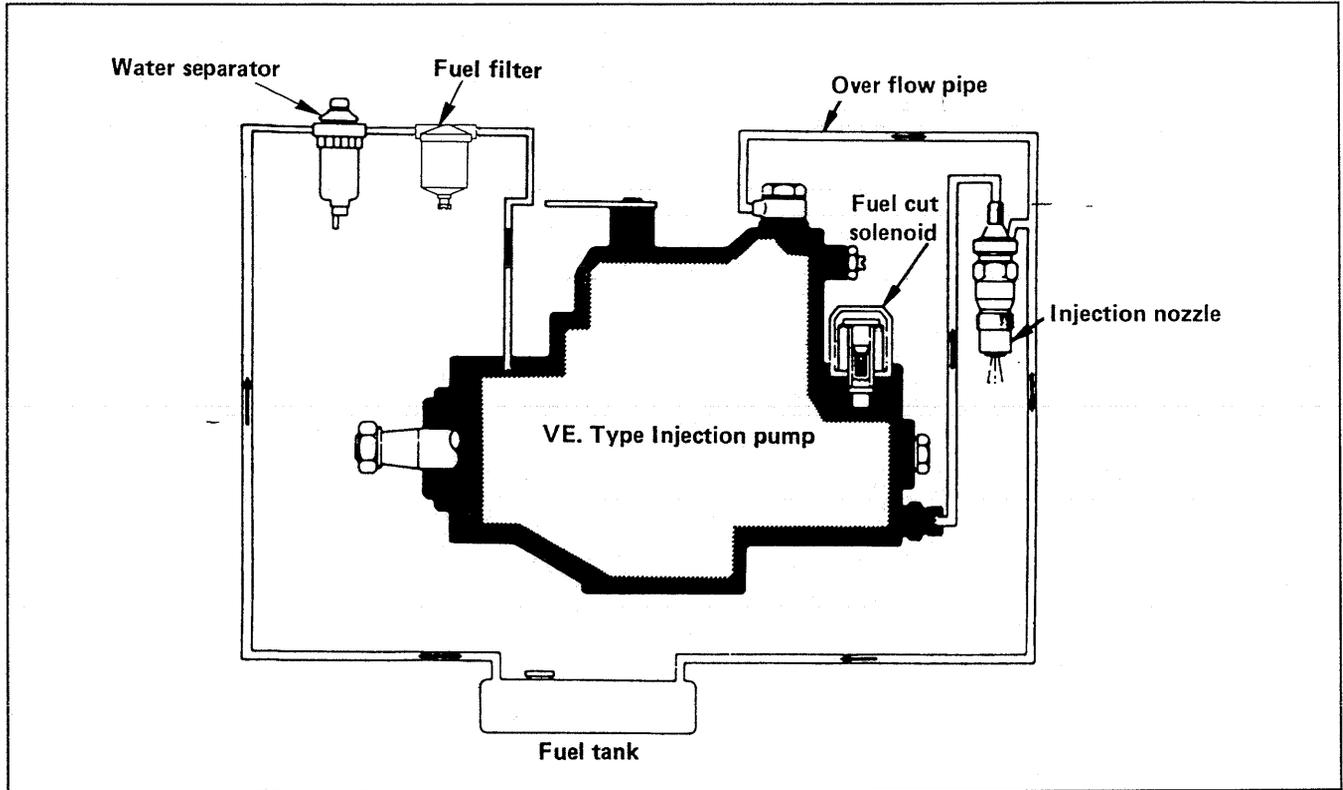 Water separator
Fuel filter
Over flow pipe
Fuel cut
solenoid
Injection nozzle
VE. Type Injection pump
Fuel tank